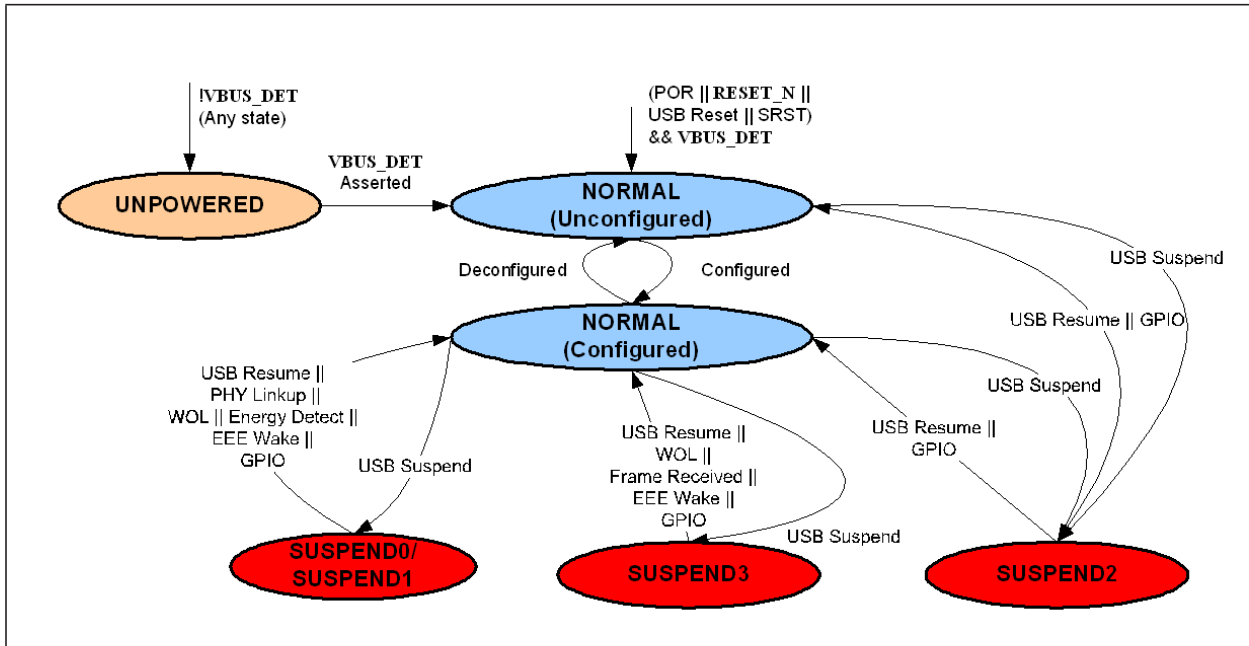 !VBUS_DET
(Any state)
(POR || RESET_N ||
USB Reset || SRST)
&& VBUS_DET
VBUS_DET
Asserted
UNPOWERED
NORMAL
(Unconfigured)
Deconfigured
Configured
USB Suspend
USB Resume || GPIO
NORMAL
(Configured)
USB Resume ||
PHY Linkup ||
WOL || Energy Detect ||
EEE Wake ||
GPIO
USB Suspend
USB Resume ||
WOL ||
Frame Received ||
EEE Wake ||
GPIO
USB Suspend
USB Resume ||
GPIO
USB Suspend
SUSPEND0/
SUSPEND1
SUSPEND3
SUSPEND2